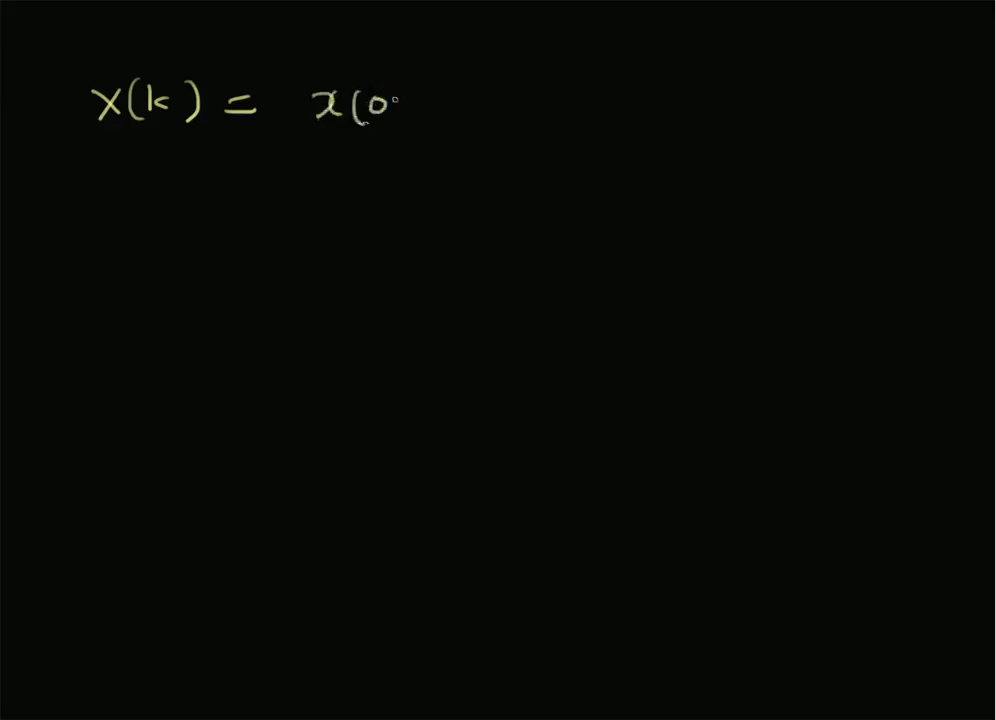 X(k) = x(0